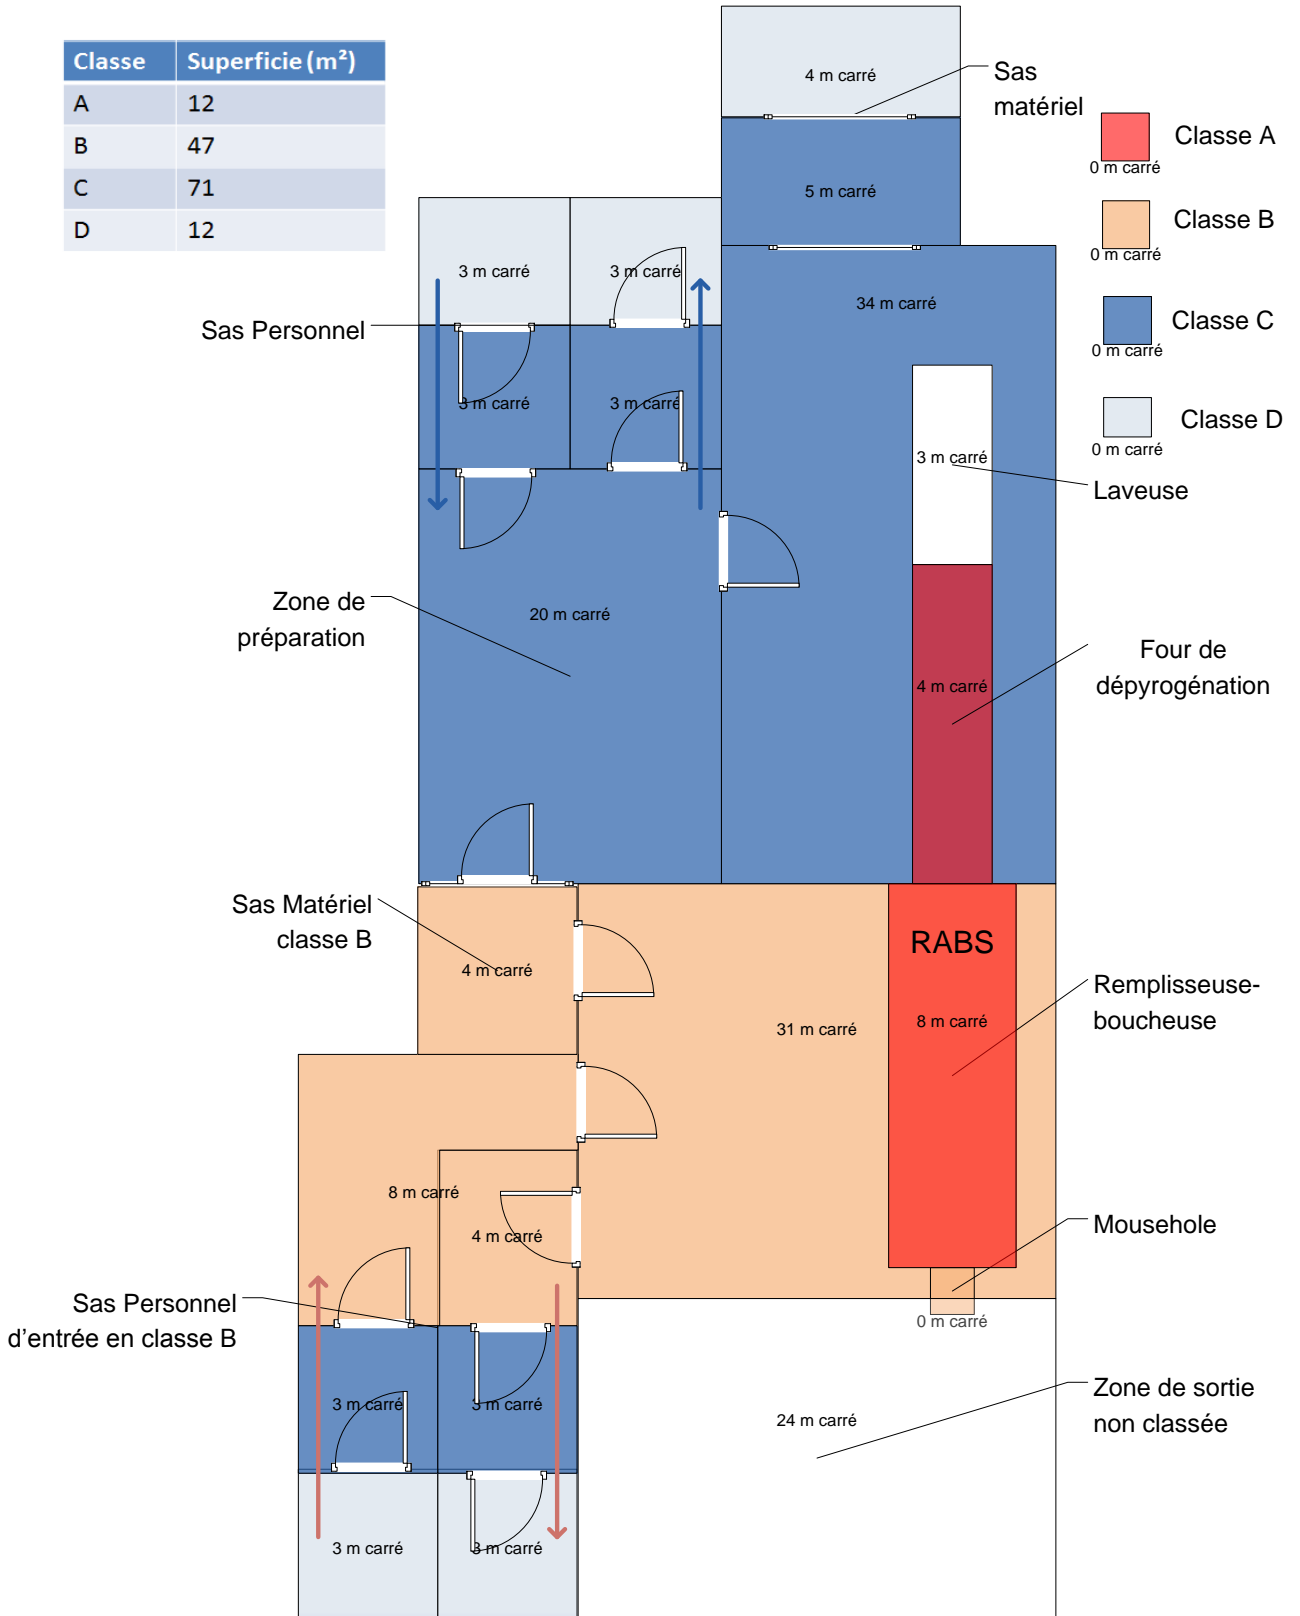 Classe Superficie (m²)
A 12
B 47
C 71
D 12
4 m carré
Sas
matériel
Classe A
0 m carré
5 m carré
Classe B
0 m carré
3 m carré
3 m carré
34 m carré
Classe C
0 m carré
Sas Personnel
3 m carré
3 m carré
Classe D
0 m carré
3 m carré
Laveuse
Zone de
préparation
20 m carré
Four de
dépyrogénation
4 m carré
Sas Matériel
classe B
4 m carré
RABS
Remplisseuse-
boucheuse
31 m carré
8 m carré
8 m carré
4 m carré
Mousehole
Sas Personnel
d'entrée en classe B
0 m carré
3 m carré
3 m carré
Zone de sortie
non classée
24 m carré
3 m carré
3 m carré